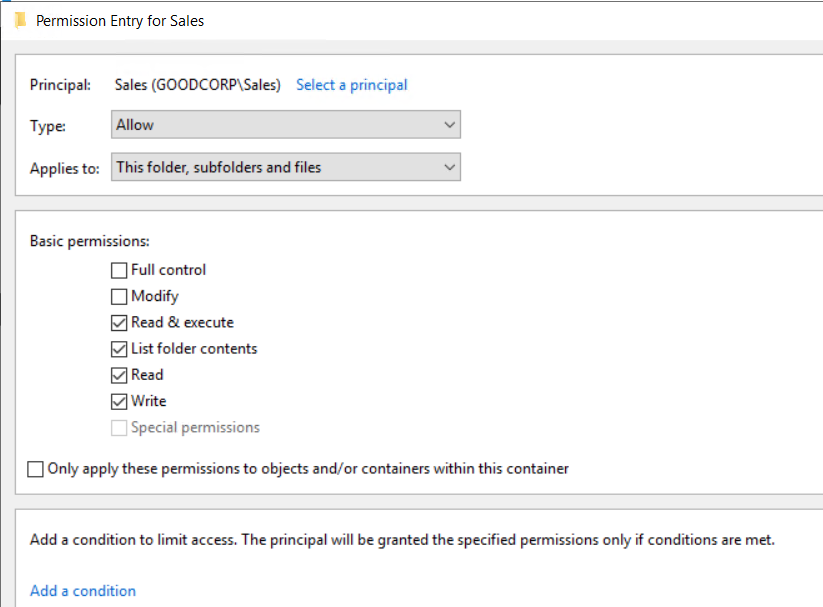 Permission Entry for Sales
Principal: Sales (GOODCORP\Sales) Select a principal
Type: Allow
Applies to: This folder, subfolders and files
Basic permissions:
Full control
Modify
Read & execute
List folder contents
Read
Write
Special permissions
Only apply these permissions to objects and/or containers within this container
Add a condition to limit access. The principal will be granted the specified permissions only if conditions are met.
Add a condition